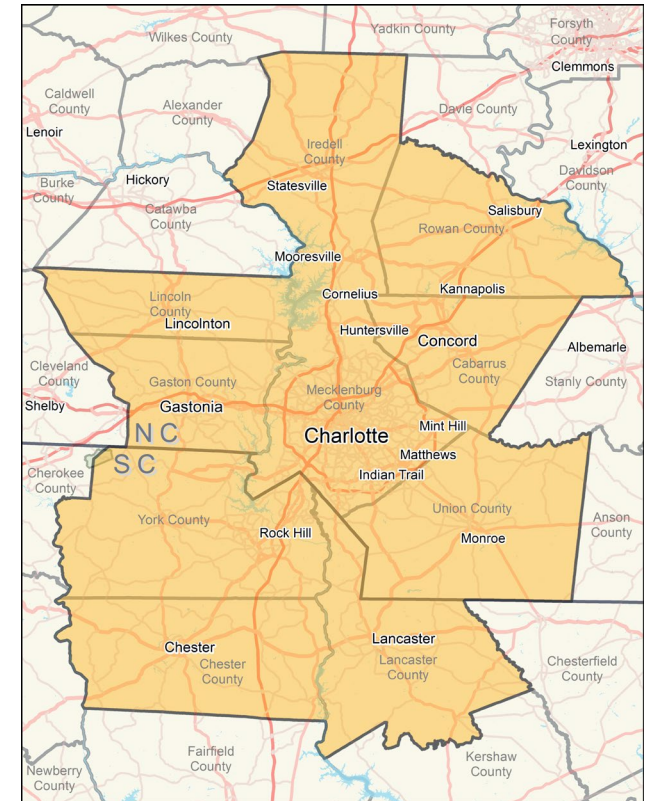 Wilkes County
Yadkin County
Forsyth
County
Clemmons
Caldwell
County
Alexander
County
Davie County
Lenoir
Iredell
County
Lexington
Hickory
Statesville
Davidson
County
Burke
County
Catawba
County
Salisbury
Rowan County
Mooresville
Cornelius
Kannapolis
Lincoln
County
Lincolnton
Huntersville
Concord
Albemarle
Cleveland
County
Gaston County
Mecklenburg
County
Cabarrus
County
Stanly County
Shelby
Gastonia
N C
Charlotte
Mint Hill
S C
Matthews
Cherokee
County
Indian Trail
York County
Union County
Anson
County
Rock Hill
Monroe
Chester
Chester
County
Lancaster
Lancaster
County
Chesterfield
County
Fairfield
County
Kershaw
County
Newberry
County